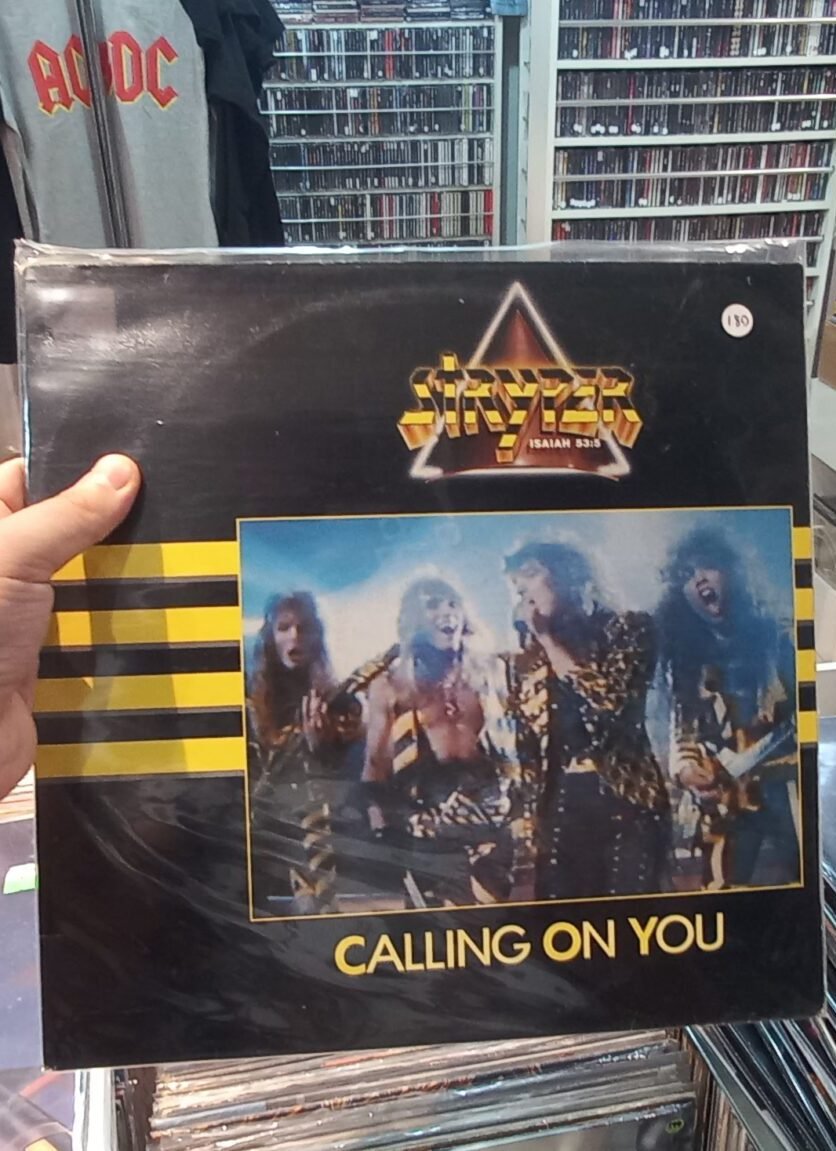 AC DC
180
STRYPER
ISAIAH 53:5
CALLING ON YOU